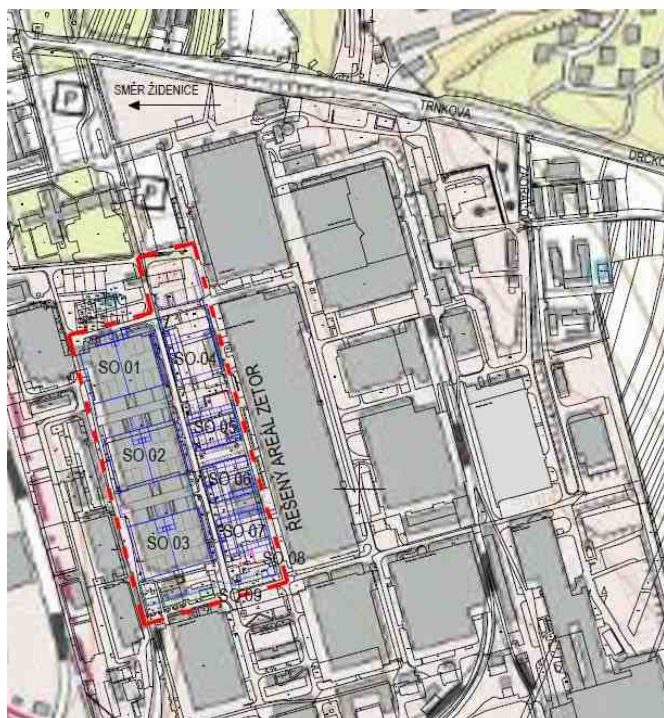 SMĚR ŽIDENICE
P
TRNKOVA
P
SO 01
SO 04
SO 05
SO 02
SO 06
ŘEŠENÝ AREÁL ZETOR
SO 07
SO 03
SO 08
SO 09